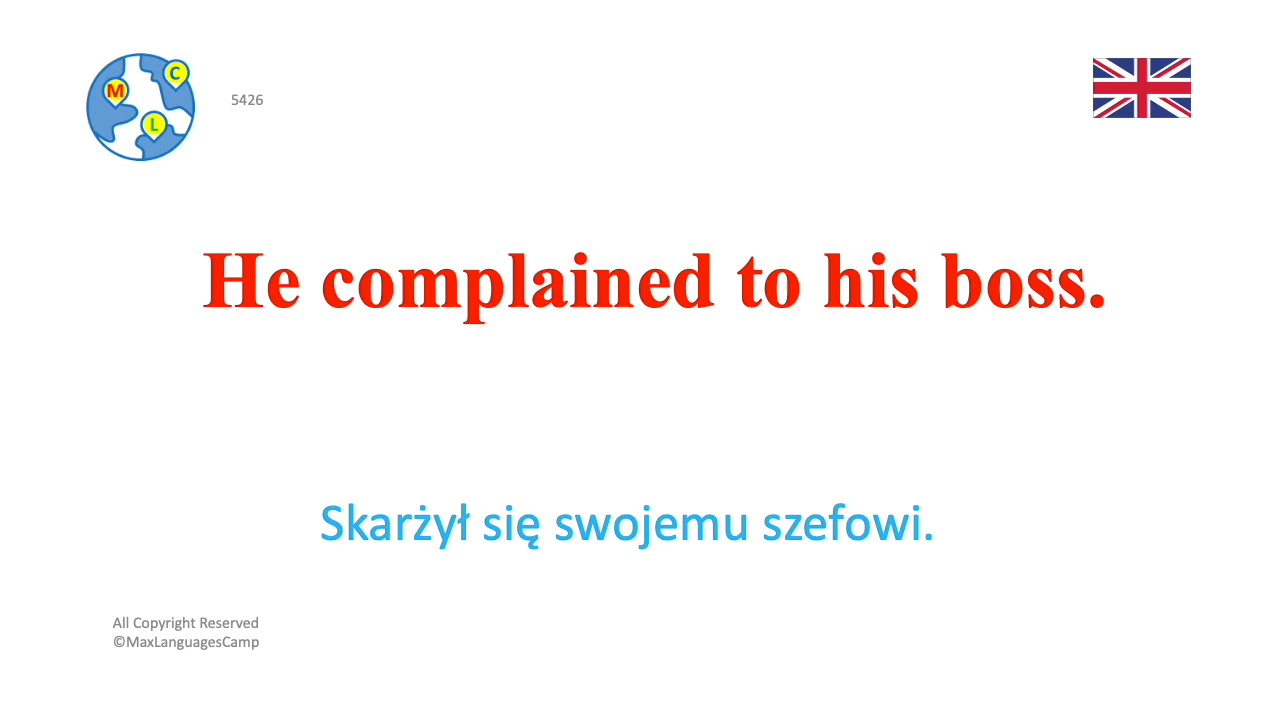 M
C
L
5426
He complained to his boss.
Skarżył się swojemu szefowi.
All Copyright Reserved
©MaxLanguagesCamp